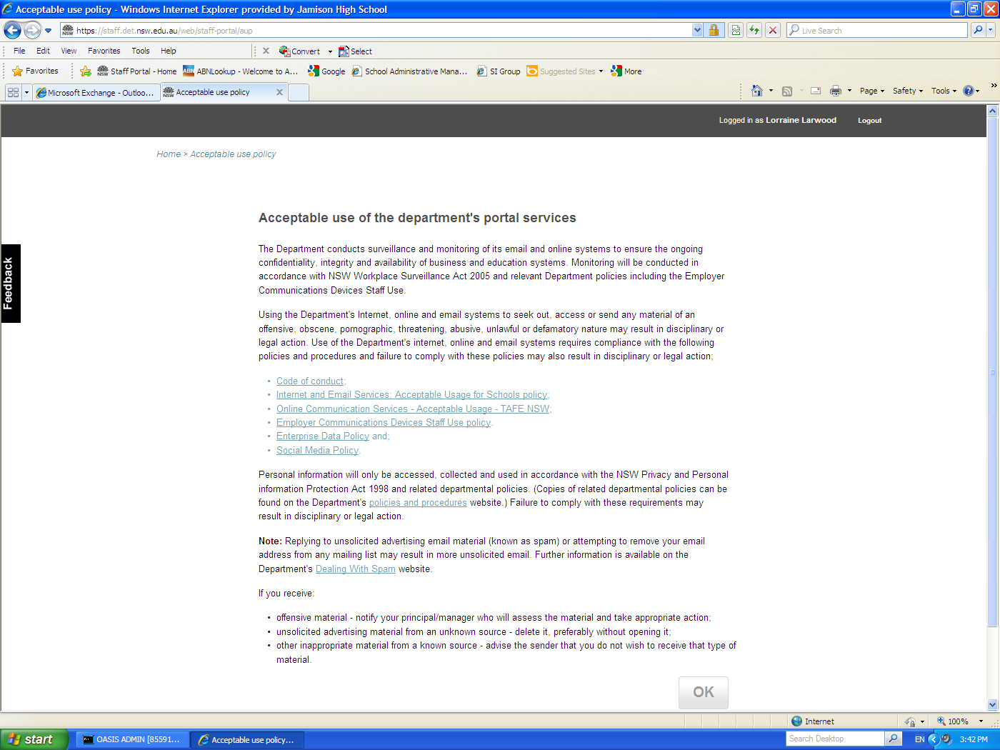 Acceptable use policy - Windows Internet Explorer provided by Jamison High School
https://staff.det.nsw.edu.au/web/staff-portal/aup
Live Search
File Edit View Favorites Tools Help
Convert Select
Favorites Staff Portal - Home ABNLookup - Welcome to A... Google School Administrative Mana... SI Group Suggested Sites More
Microsoft Exchange - Outloo... Acceptable use policy Page Safety Tools
Logged in as Lorraine Larwood Logout
Home > Acceptable use policy
Feedback
Acceptable use of the department's portal services
The Department conducts surveillance and monitoring of its email and online systems to ensure the ongoing
confidentiality, integrity and availability of business and education systems. Monitoring will be conducted in
accordance with NSW Workplace Surveillance Act 2005 and relevant Department policies including the Employer
Communications Devices Staff Use.
Using the Department's Internet, online and email systems to seek out, access or send any material of an
offensive, obscene, pornographic, threatening, abusive, unlawful or defamatory nature may result in disciplinary or
legal action. Use of the Department's internet, online and email systems requires compliance with the following
policies and procedures and failure to comply with these policies may also result in disciplinary or legal action;
• Code of conduct;
• Internet and Email Services: Acceptable Usage for Schools policy;
• Online Communication Services - Acceptable Usage - TAFE NSW;
• Employer Communications Devices Staff Use policy.
• Enterprise Data Policy and;
• Social Media Policy.
Personal information will only be accessed, collected and used in accordance with the NSW Privacy and Personal
information Protection Act 1998 and related departmental policies. (Copies of related departmental policies can be
found on the Department's policies and procedures website.) Failure to comply with these requirements may
result in disciplinary or legal action.
Note: Replying to unsolicited advertising email material (known as spam) or attempting to remove your email
address from any mailing list may result in more unsolicited email. Further information is available on the
Department's Dealing With Spam website.
If you receive:
• offensive material - notify your principal/manager who will assess the material and take appropriate action;
• unsolicited advertising material from an unknown source - delete it, preferably without opening it;
• other inappropriate material from a known source - advise the sender that you do not wish to receive that type of
material.
OK
Internet 100%
start OASIS ADMIN [85591... Acceptable use policy... Search Desktop EN 3:42 PM